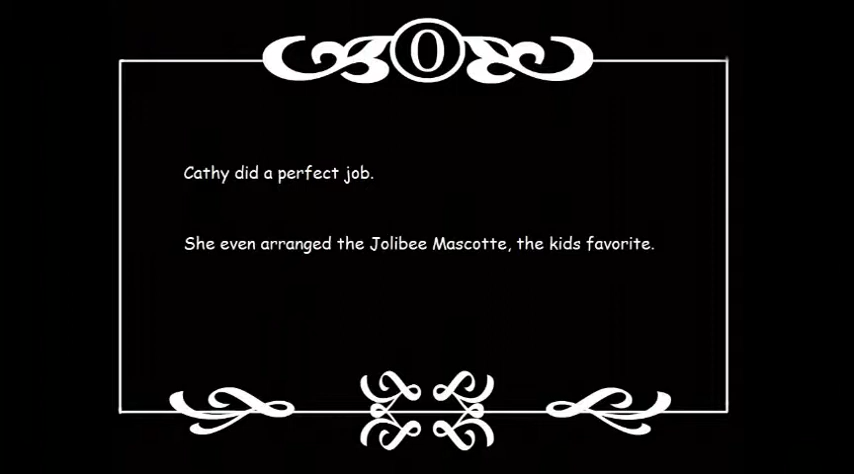 0
Cathy did a perfect job.
She even arranged the Jolibee Mascotte, the kids favorite.